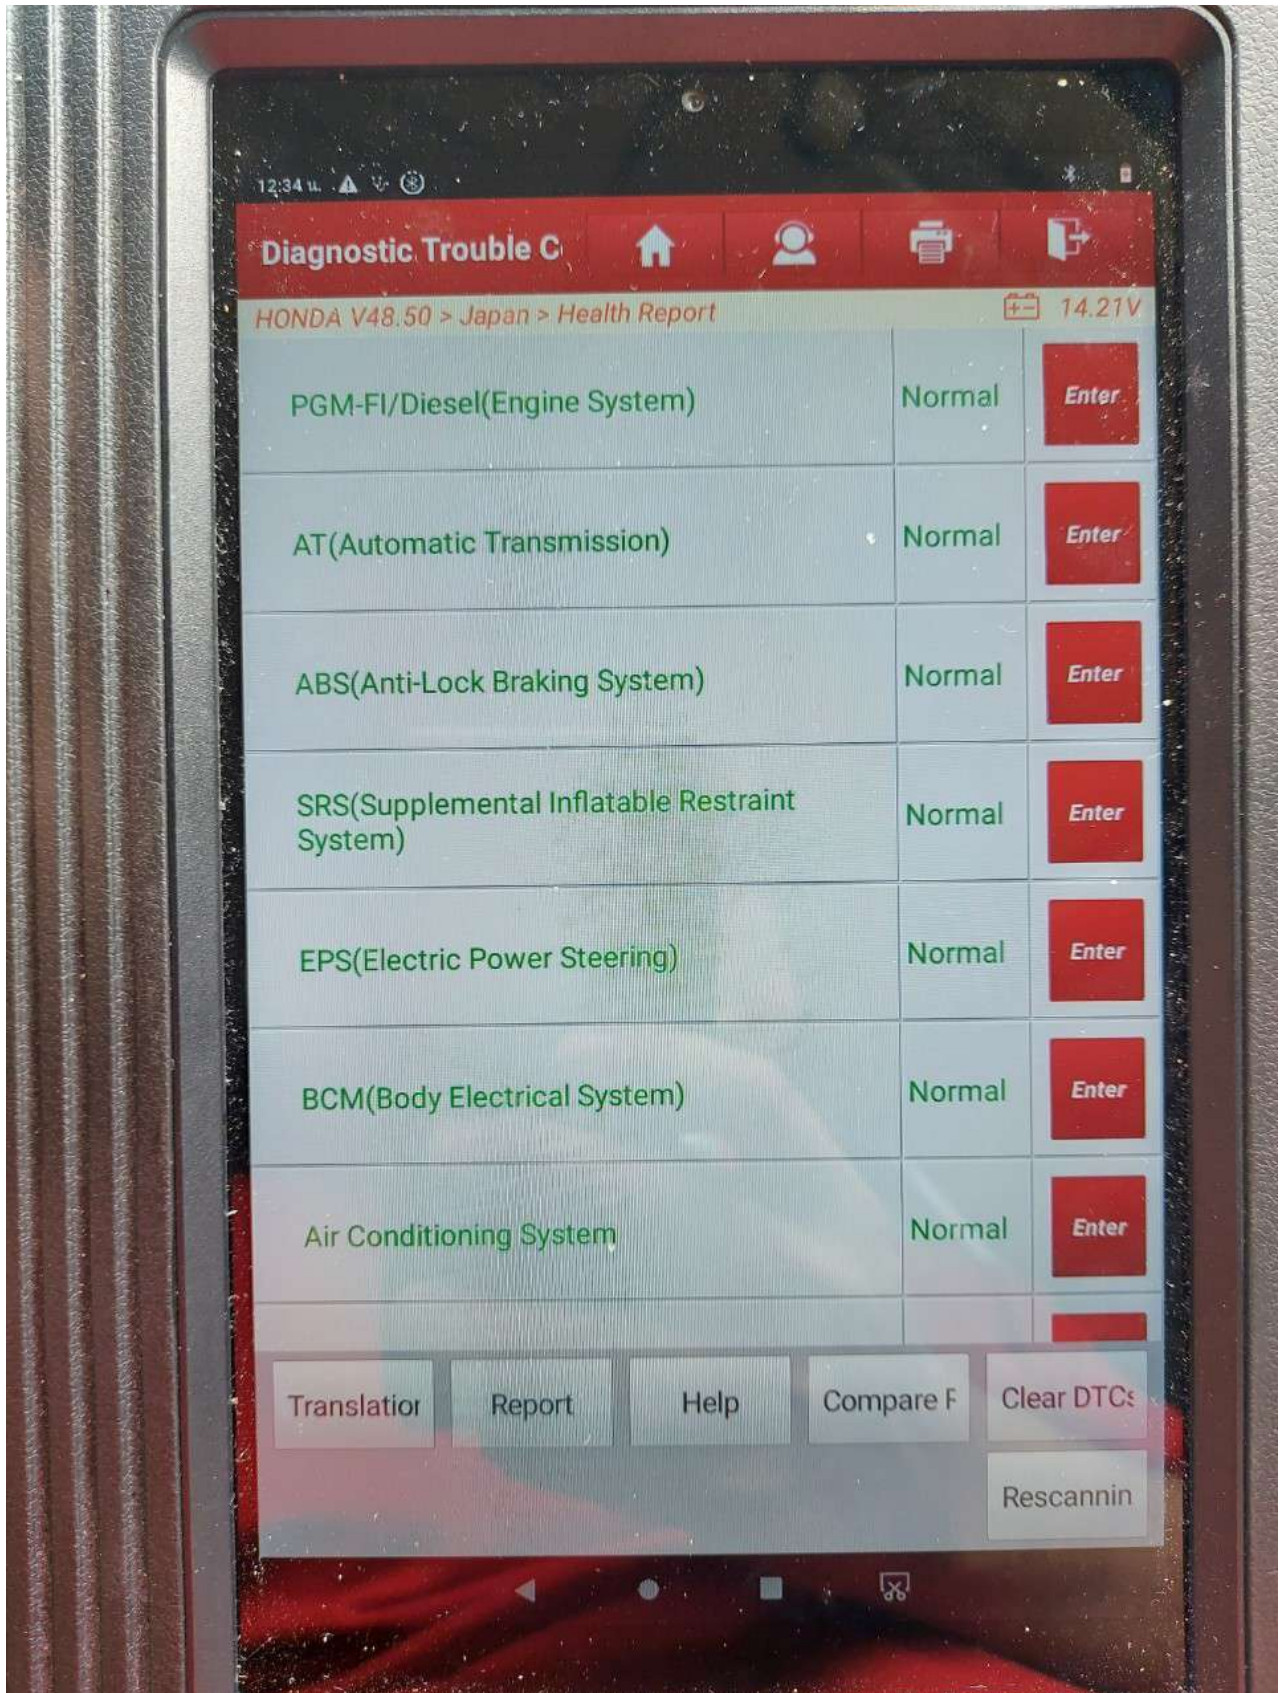 12:34 น.
Diagnostic Trouble C
HONDA V48.50 > Japan > Health Report
14.21V
PGM-FI/Diesel(Engine System)
Normal
Enter
AT(Automatic Transmission)
Normal
Enter
ABS(Anti-Lock Braking System)
Normal
Enter
SRS(Supplemental Inflatable Restraint
System)
Normal
Enter
EPS(Electric Power Steering)
Normal
Enter
BCM(Body Electrical System)
Normal
Enter
Air Conditioning System
Normal
Enter
Translation
Report
Help
Compare F
Clear DTCs
Rescannin